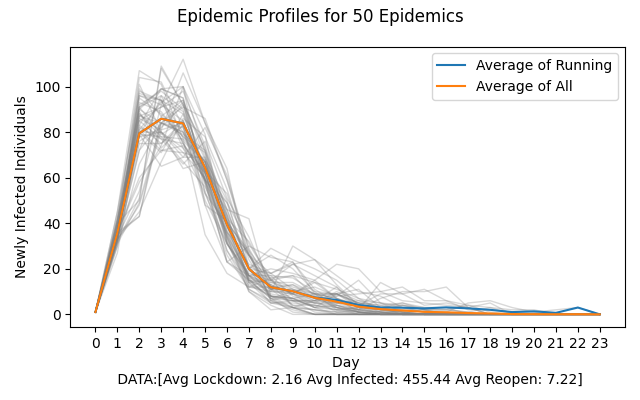 Epidemic Profiles for 50 Epidemics
Average of Running
Average of All
Newly Infected Individuals
100
80
60
40
20
0
0 1 2 3 4 5 6 7 8 9 10 11 12 13 14 15 16 17 18 19 20 21 22 23
Day
DATA:[Avg Lockdown: 2.16 Avg Infected: 455.44 Avg Reopen: 7.22]